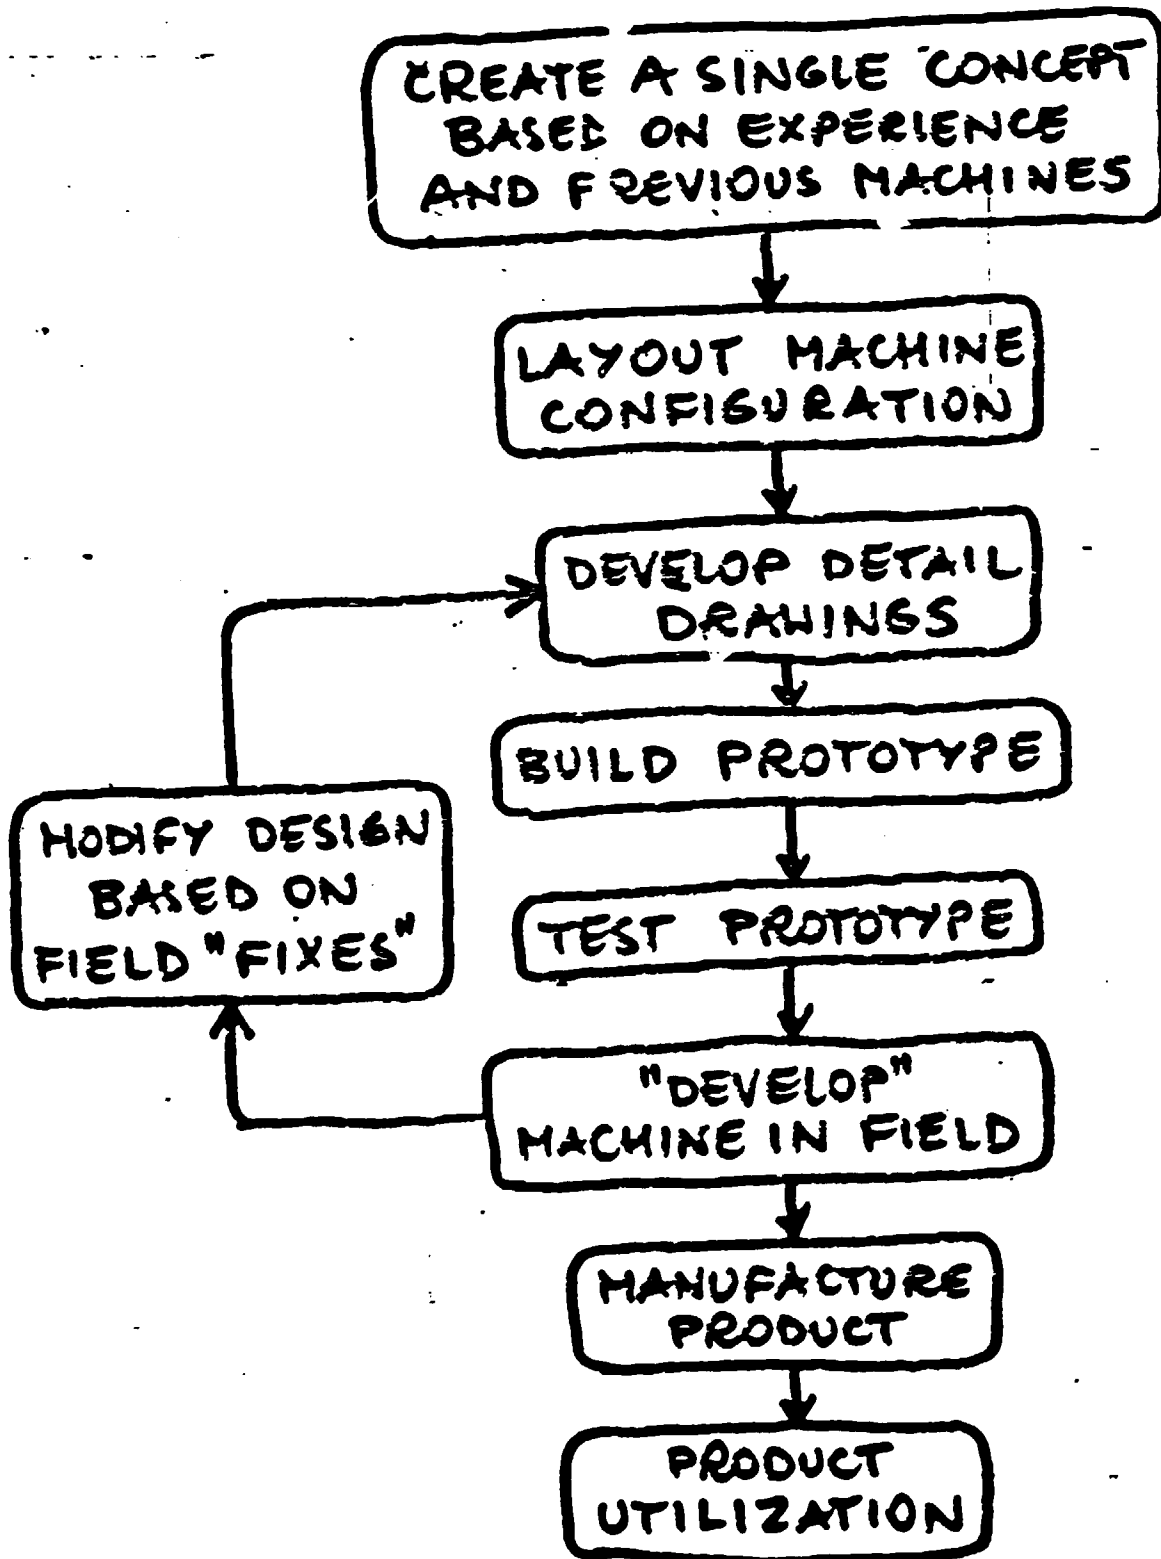 CREATE A SINGLE CONCEPT
BASED ON EXPERIENCE
AND PREVIOUS MACHINES
LAYOUT MACHINE
CONFIGURATION
DEVELOP DETAIL
DRAWINGS
BUILD PROTOTYPE
MODIFY DESIGN
BASED ON
FIELD "FIXES"
TEST PROTOTYPE
"DEVELOP"
MACHINE IN FIELD
MANUFACTURE
PRODUCT
PRODUCT
UTILIZATION